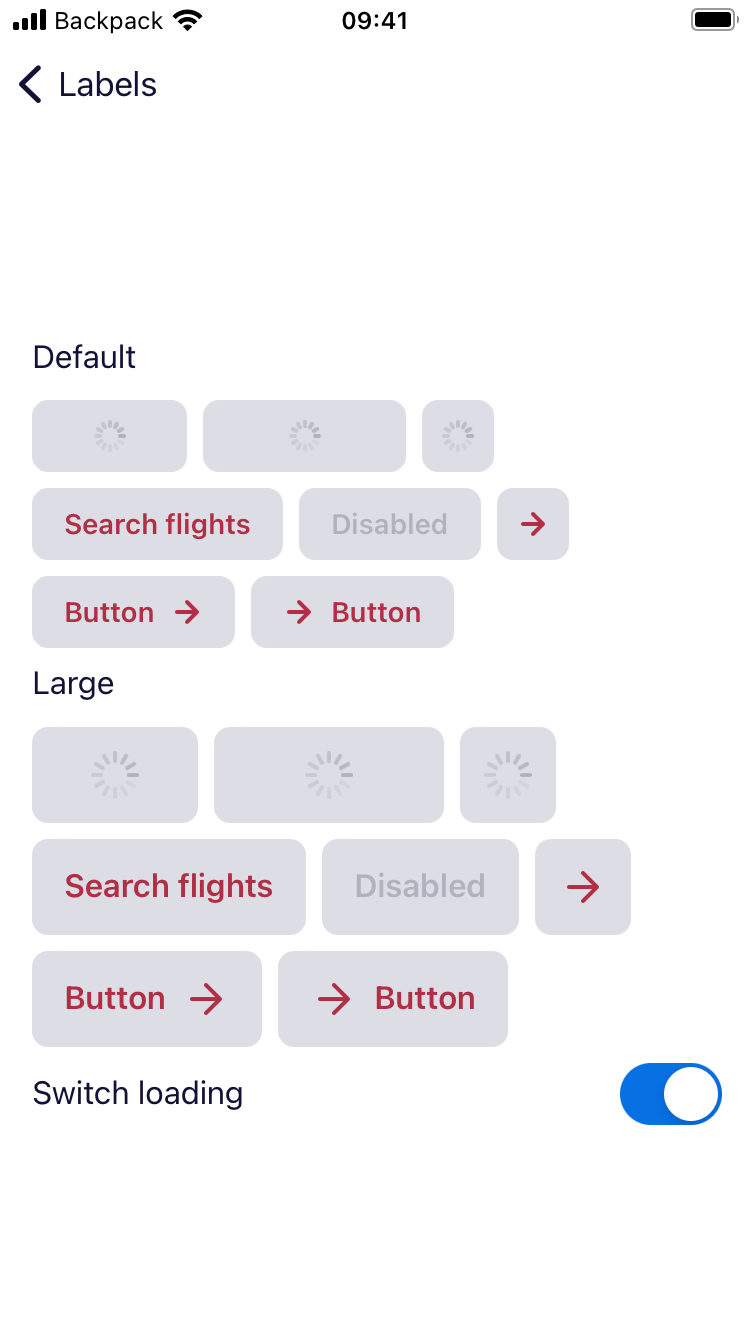 Backpack 09:41
Labels
Default
Search flights Disabled
Button Button
Large
Search flights Disabled
Button Button
Switch loading